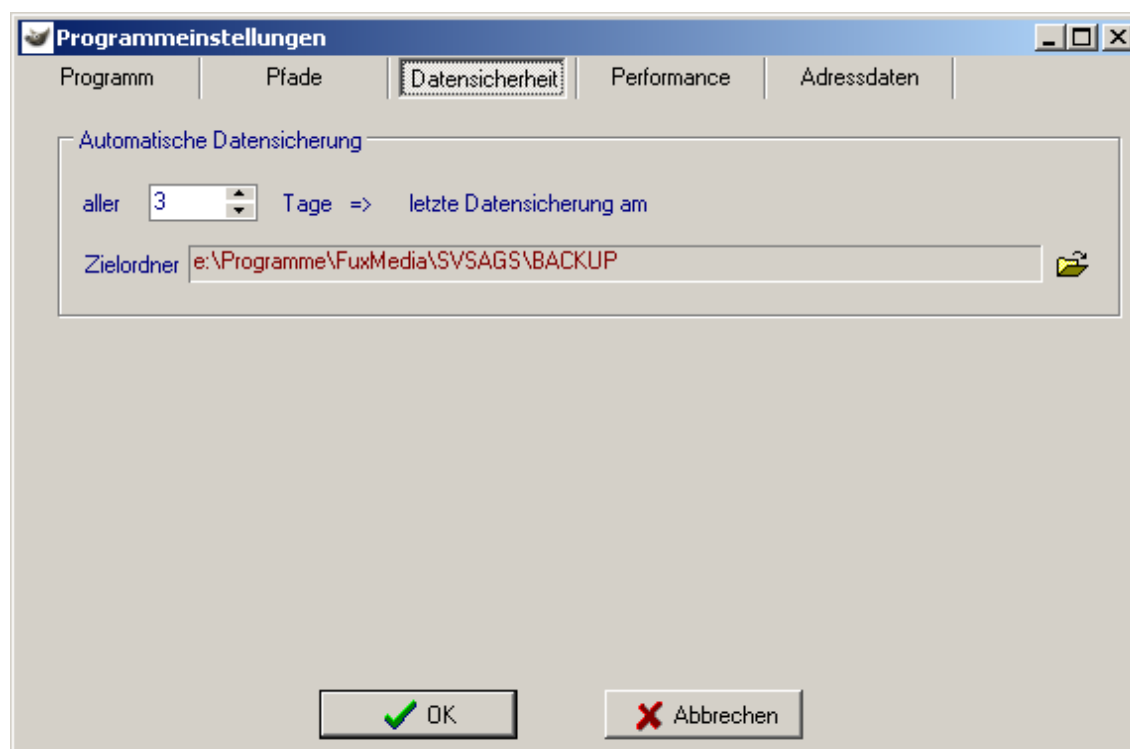 Programmeinstellungen
Programm Pfade Datensicherheit Performance Adressdaten
Automatische Datensicherung
aller 3 Tage => letzte Datensicherung am
Zielordner e:\Programme\FuxMedia\SVSAGS\BACKUP
OK Abbrechen